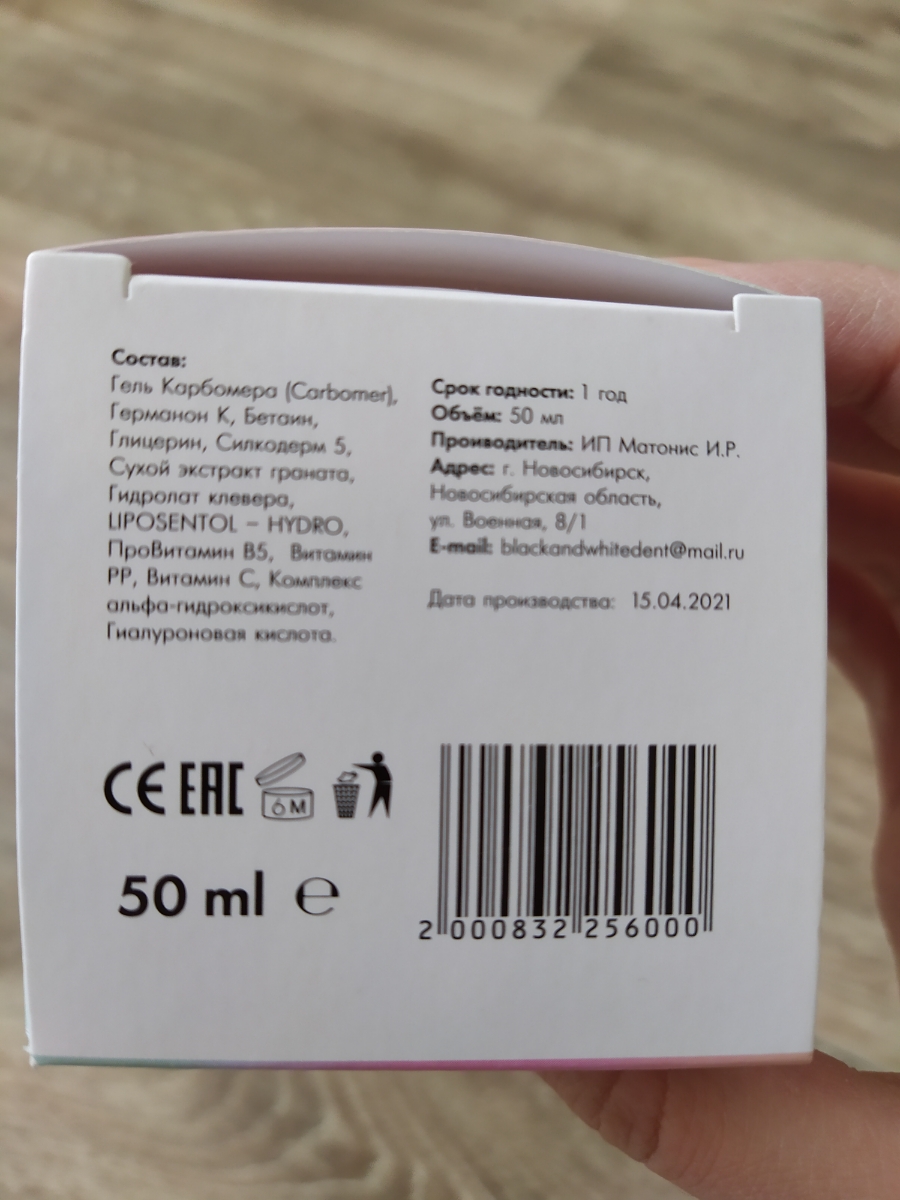 Состав:
Гель Карбомера (Carbomer),
Германон К, Бетаин,
Глицерин, Силкодерм 5,
Сухой экстракт граната,
Гидролат клевера,
LIPOSENTOL – HYDRO,
ПроВитамин В5, Витамин
РР, Витамин С, Комплекс
альфа-гидроксикислот,
Гиалуроновая кислота.
Срок годности: 1 год
Объём: 50 мл
Проиводитель: ИП Матонис И.Р.
Адрес: г. Новосибирск,
Новосибирская область,
ул. Военная, 8/1
E-mail: blackandwhitedent@mail.ru
Дата производства: 15.04.2021
CE EAC 6 M
50 ml e
2 000832 256000